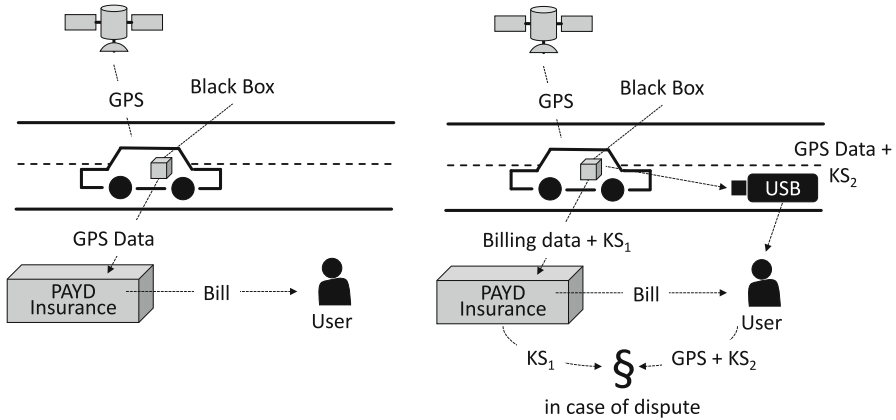 GPS
Black Box
GPS Data
PAYD
Insurance
Bill
User
GPS
Black Box
GPS Data +
KS₂
USB
Billing data + KS₁
PAYD
Insurance
Bill
User
KS₁
§
GPS + KS₂
in case of dispute